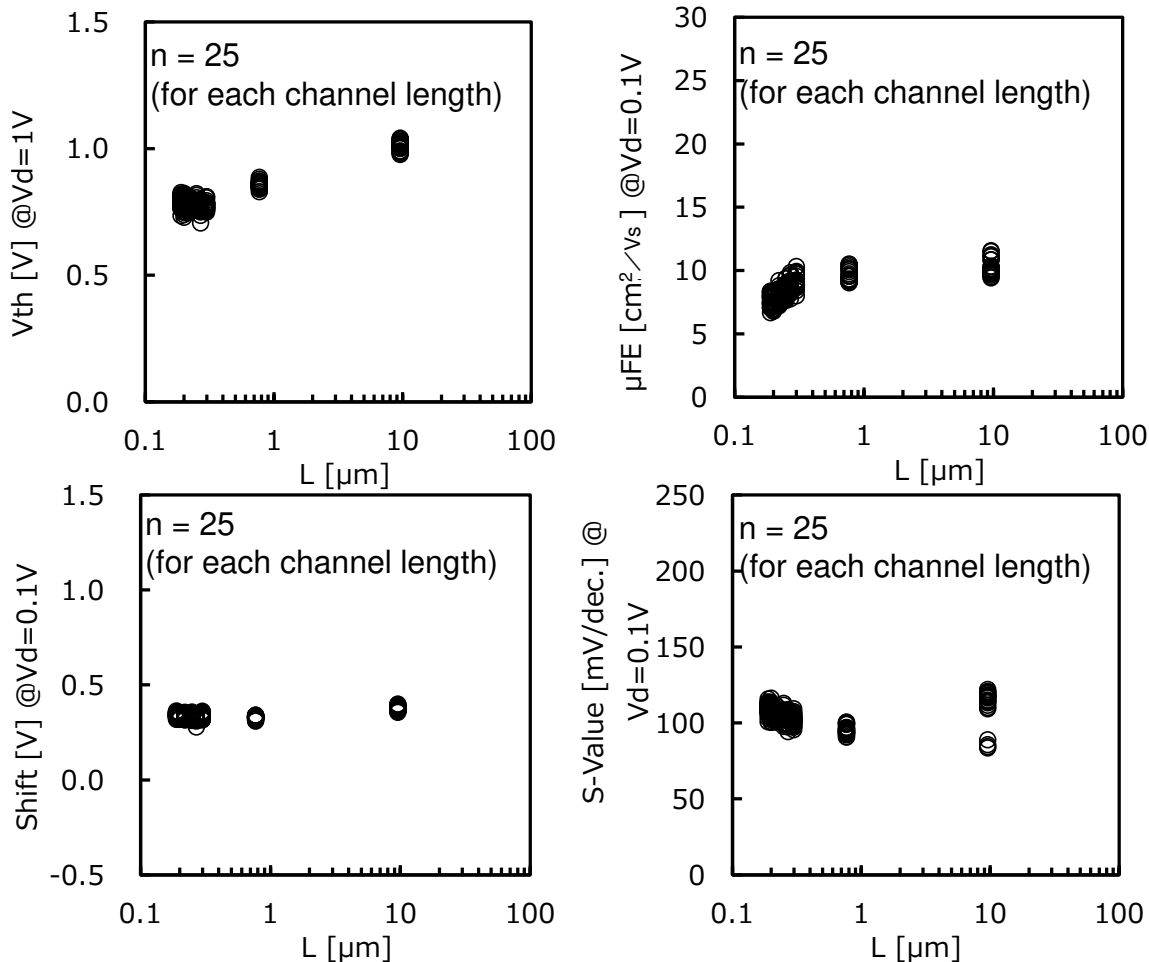 1.5
1.0
0.5
0.0
Vth [V] @Vd=1V
n = 25
(for each channel length)
0.1
1
10
100
L [µm]
30
25
20
15
10
5
0
µFE [cm²/Vs] @Vd=0.1V
n = 25
(for each channel length)
0.1
1
10
100
L [µm]
1.5
1.0
0.5
0.0
-0.5
Shift [V] @Vd=0.1V
n = 25
(for each channel length)
0.1
1
10
100
L [µm]
250
200
150
100
50
0
S-Value [mV/dec.] @
Vd=0.1V
n = 25
(for each channel length)
0.1
1
10
100
L [µm]